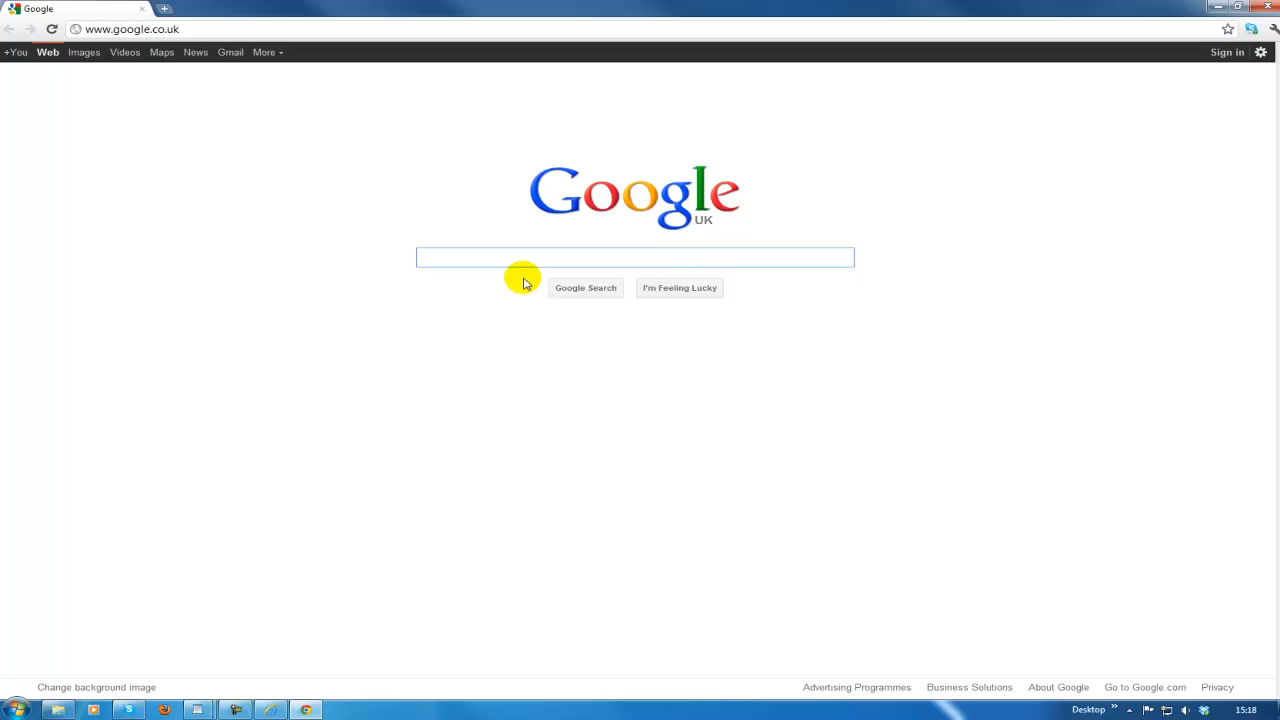 Google
www.google.co.uk
+You Web Images Videos Maps News Gmail More Sign in
Google
UK
Google Search I'm Feeling Lucky
Change background image Advertising Programmes Business Solutions About Google Go to Google.com Privacy
Desktop 15:18